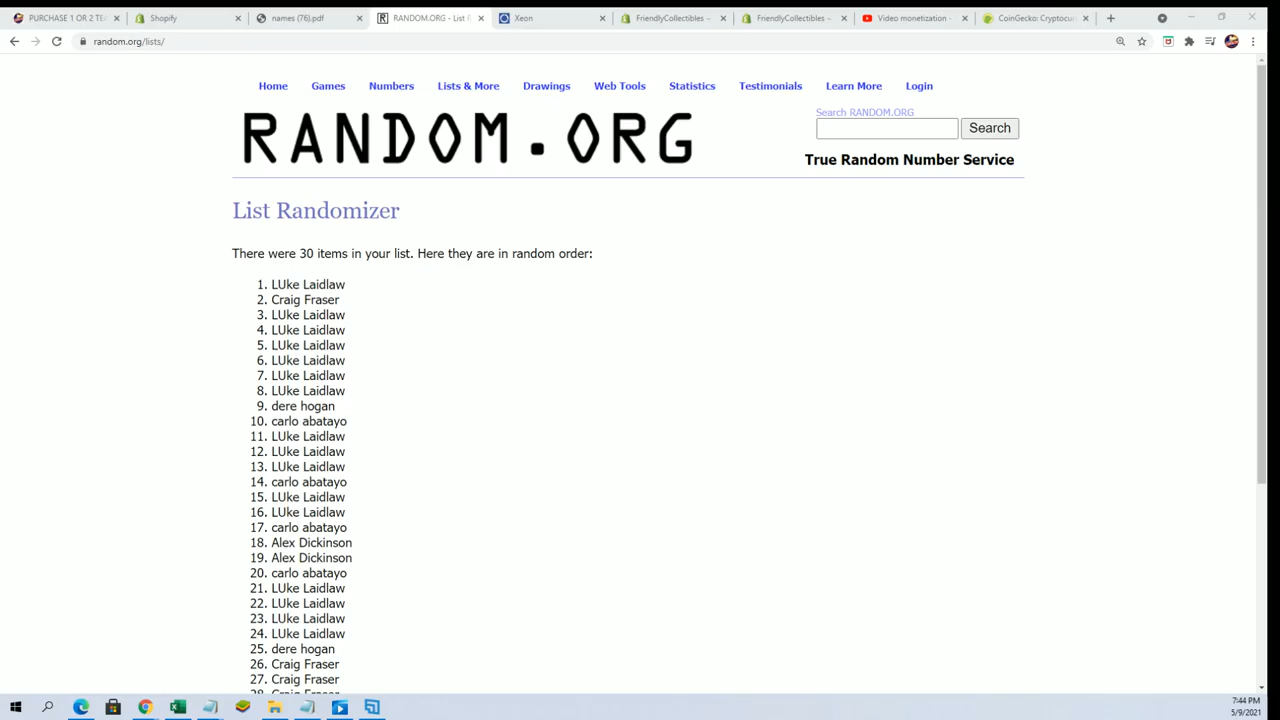 PURCHASE 1 OR 2 TEA
Shopify
names (76).pdf
RANDOM.ORG - List R
Xeon
FriendlyCollectibles ~
FriendlyCollectibles ~
Video monetization -
CoinGecko: Cryptocu
random.org/lists/
Home Games Numbers Lists & More Drawings Web Tools Statistics Testimonials Learn More Login
Search RANDOM.ORG
RANDOM.ORG
Search
True Random Number Service
List Randomizer
There were 30 items in your list. Here they are in random order:
1. LUke Laidlaw
2. Craig Fraser
3. LUke Laidlaw
4. LUke Laidlaw
5. LUke Laidlaw
6. LUke Laidlaw
7. LUke Laidlaw
8. LUke Laidlaw
9. dere hogan
10. carlo abatayo
11. LUke Laidlaw
12. LUke Laidlaw
13. LUke Laidlaw
14. carlo abatayo
15. LUke Laidlaw
16. LUke Laidlaw
17. carlo abatayo
18. Alex Dickinson
19. Alex Dickinson
20. carlo abatayo
21. LUke Laidlaw
22. LUke Laidlaw
23. LUke Laidlaw
24. LUke Laidlaw
25. dere hogan
26. Craig Fraser
27. Craig Fraser
28. Craig Fraser
7:44 PM
5/9/2021